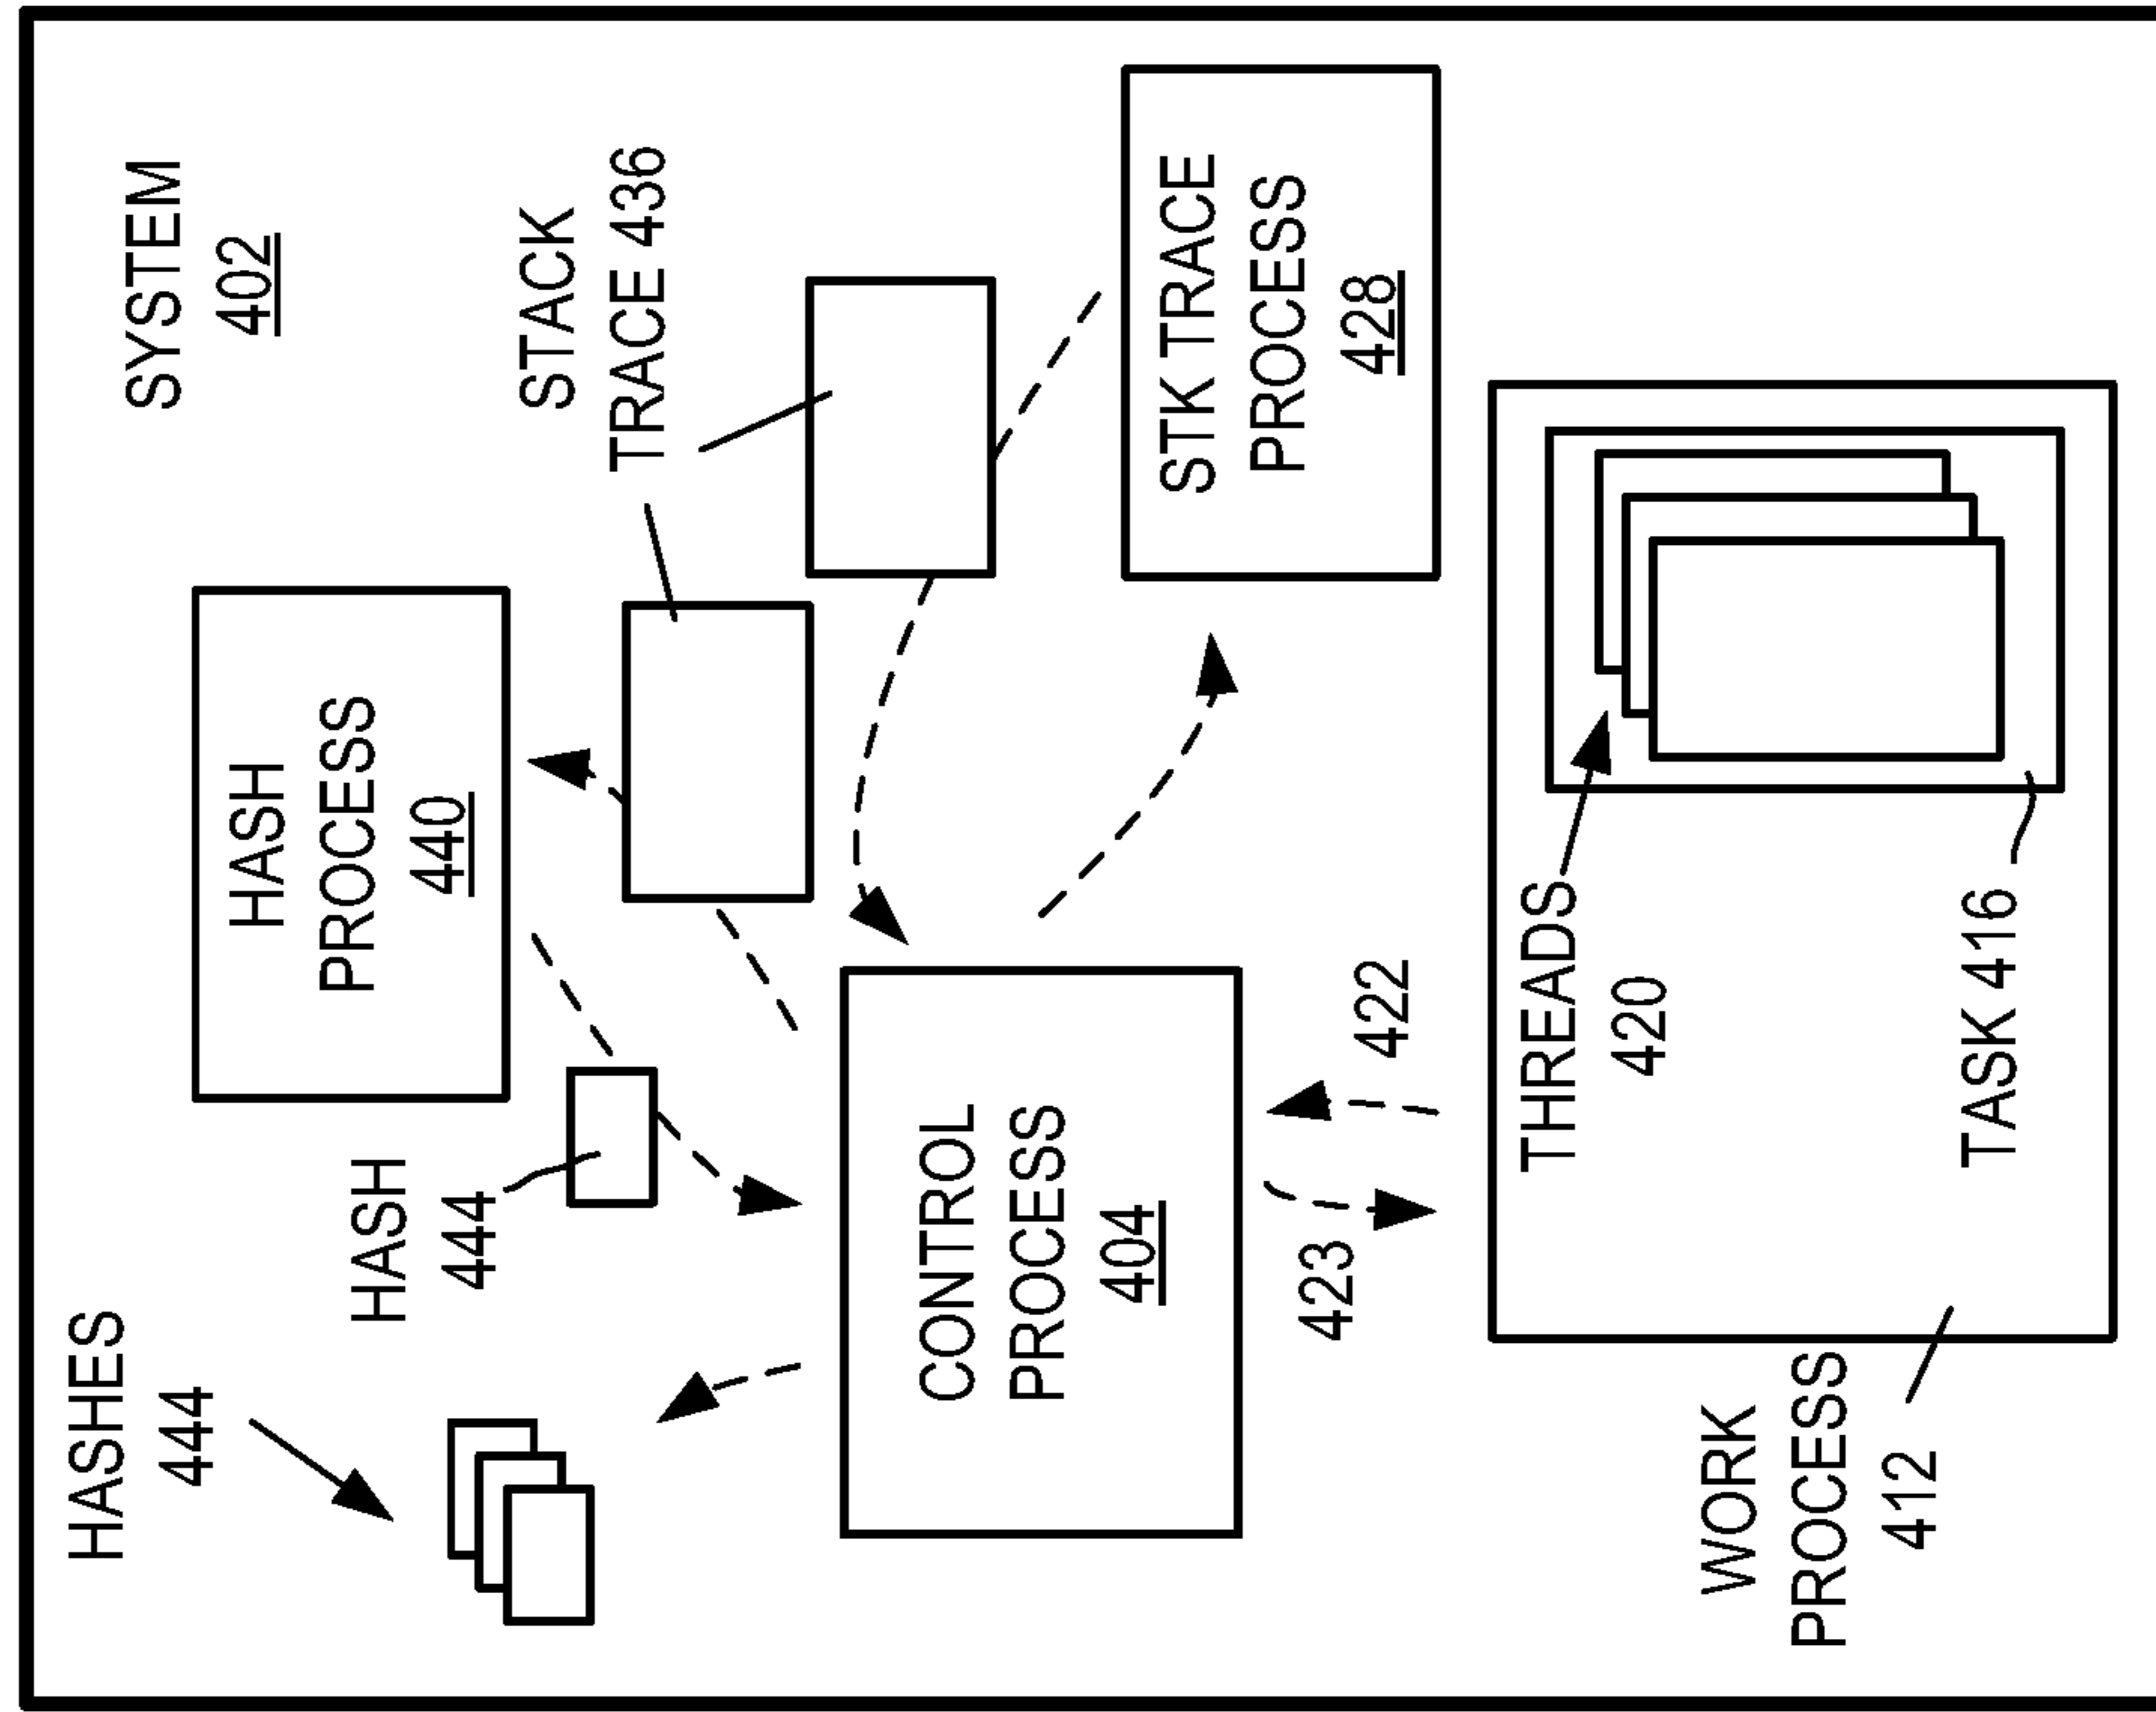 HASHES
444
SYSTEM
402
HASH
PROCESS
440
HASH
444
STACK
TRACE 436
CONTROL
PROCESS
404
STK TRACE
PROCESS
428
423
422
THREADS
420
TASK 416
WORK
PROCESS
412